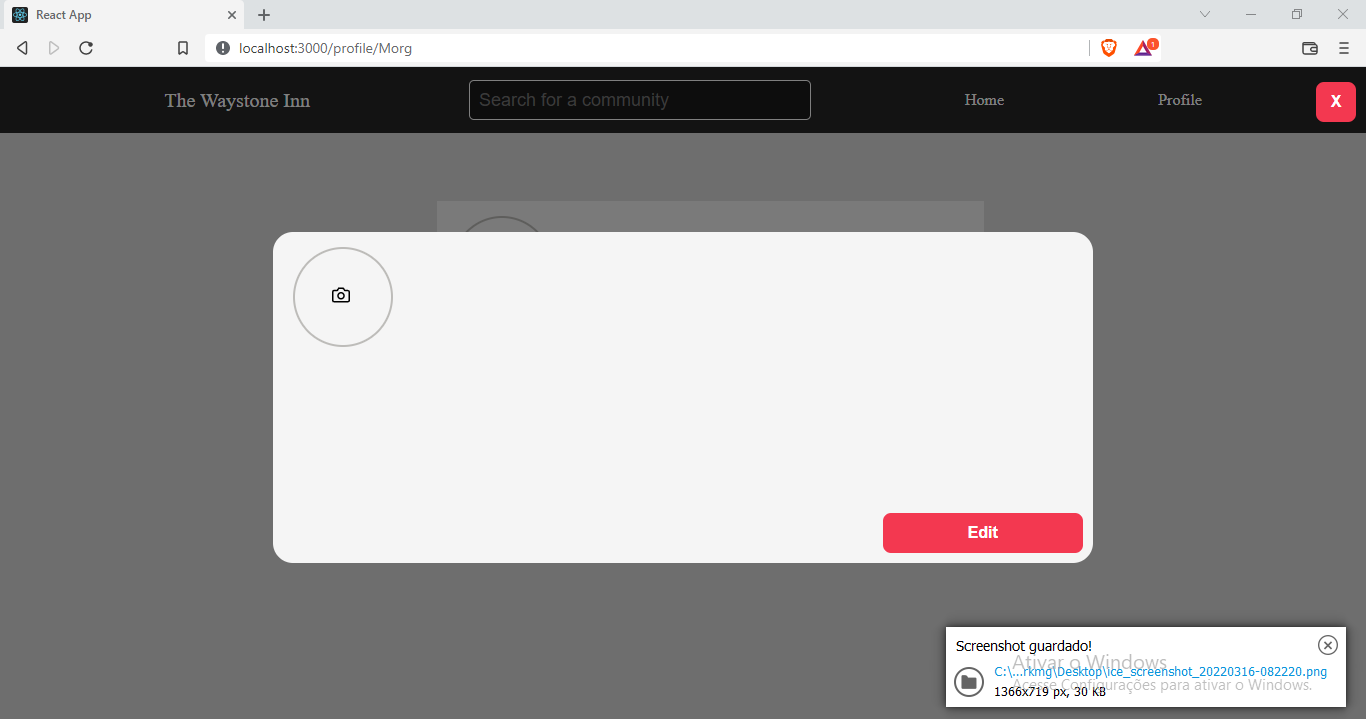 React App
localhost:3000/profile/Morg
1
The Waystone Inn
Search for a community
Home
Profile
X
Edit
Screenshot guardado!
Ativar o Windows
C:\...rkmg\Desktop\ice_screenshot_20220316-082220.png
Acesse Configurações para ativar o Windows.
1366x719 px, 30 KB